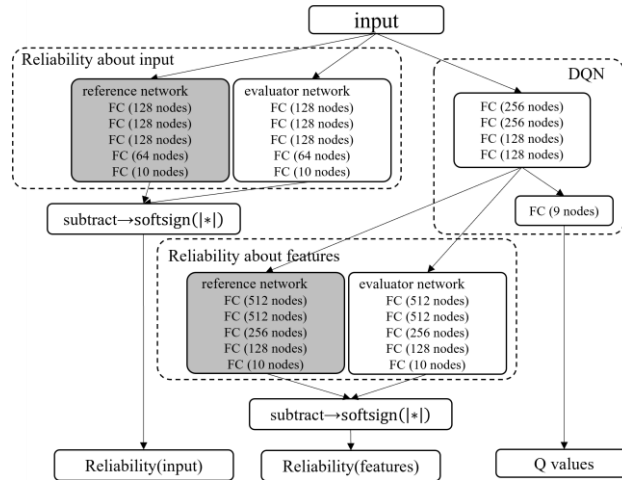 input
Reliability about input
reference network
FC (128 nodes)
FC (128 nodes)
FC (128 nodes)
FC (64 nodes)
FC (10 nodes)
evaluator network
FC (128 nodes)
FC (128 nodes)
FC (128 nodes)
FC (64 nodes)
FC (10 nodes)
DQN
FC (256 nodes)
FC (256 nodes)
FC (128 nodes)
FC (128 nodes)
FC (9 nodes)
subtract→softsign(|*|)
Reliability about features
reference network
FC (512 nodes)
FC (512 nodes)
FC (256 nodes)
FC (128 nodes)
FC (10 nodes)
evaluator network
FC (512 nodes)
FC (512 nodes)
FC (256 nodes)
FC (128 nodes)
FC (10 nodes)
subtract→softsign(|*|)
Reliability(input)
Reliability(features)
Q values